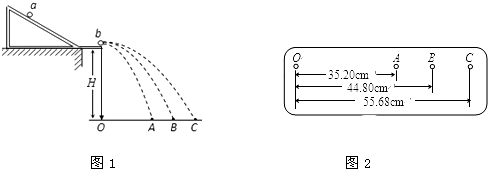 a
b
H
O A B C
图1
O A B C
35.20cm
44.80cm
55.68cm
图2